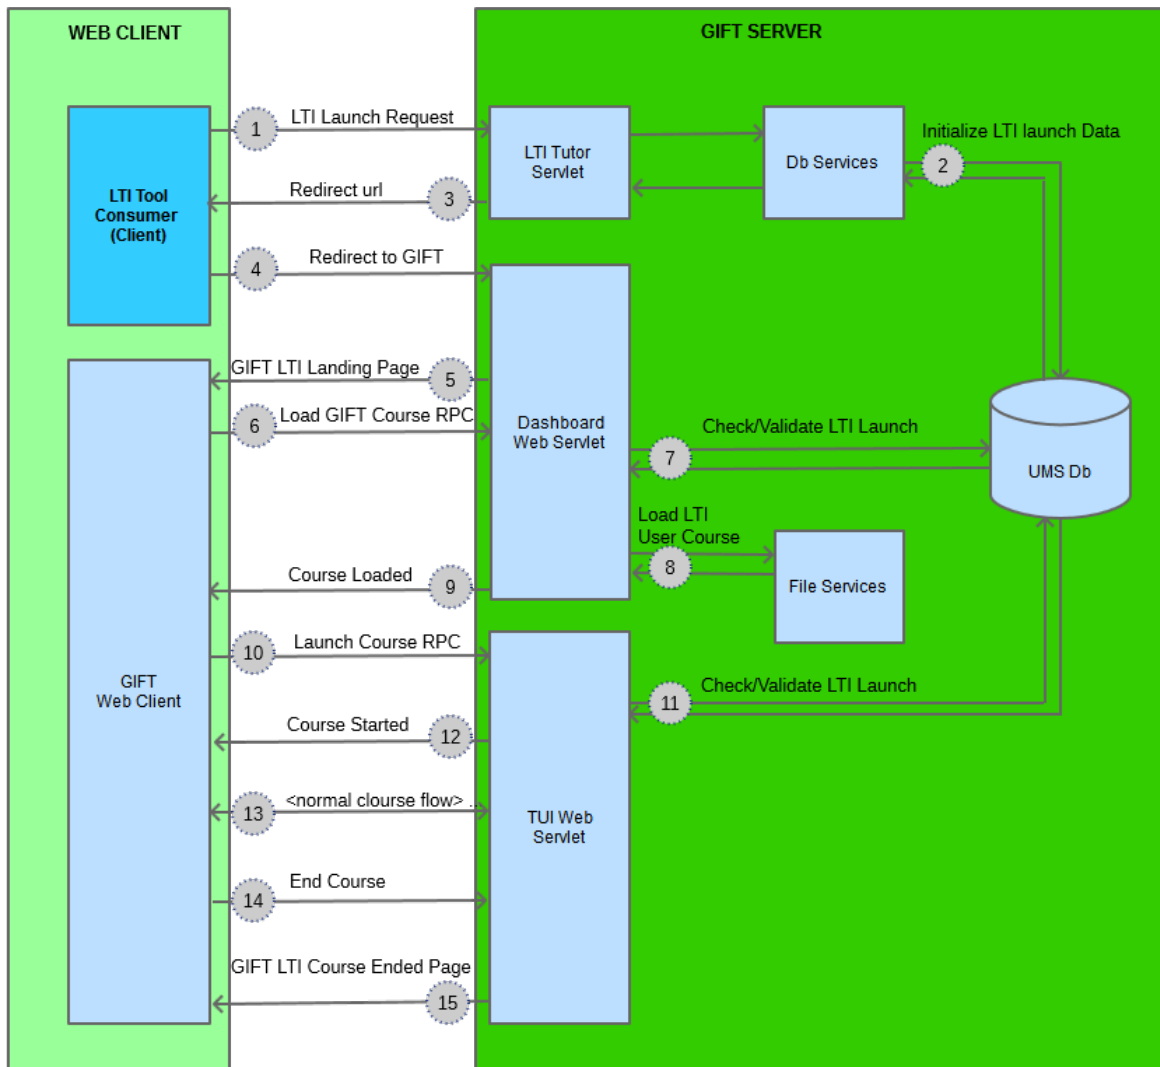 WEB CLIENT
GIFT SERVER
1
LTI Launch Request
LTI Tool
Consumer
(Client)
Redirect url
3
4
Redirect to GIFT
LTI Tutor
Servlet
Db Services
Initialize LTI launch Data
2
GIFT LTI Landing Page
5
6
Load GIFT Course RPC
Dashboard
Web Servlet
Check/Validate LTI Launch
7
UMS Db
Load LTI
User Course
8
File Services
Course Loaded
9
10
Launch Course RPC
GIFT
Web Client
Check/Validate LTI Launch
11
Course Started
12
13
<normal clourse flow> ..
TUI Web
Servlet
End Course
14
GIFT LTI Course Ended Page
15